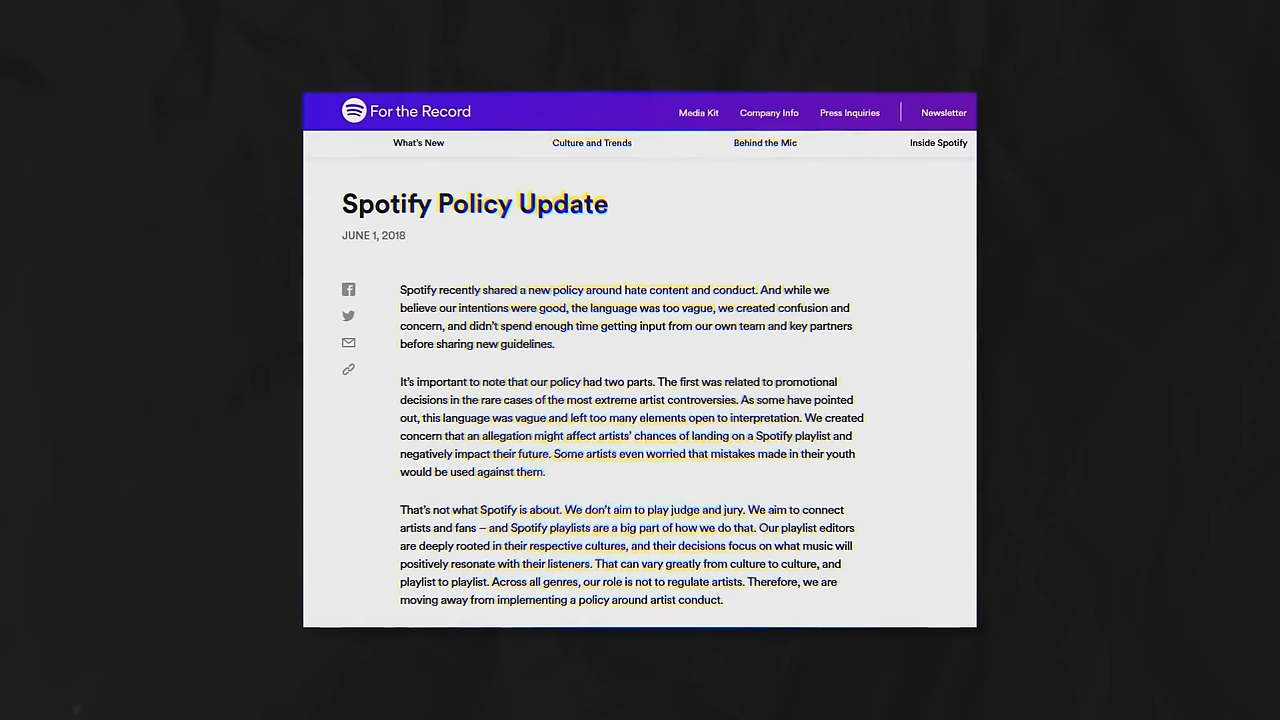 For the Record
Media Kit Company Info Press Inquiries Newsletter
What's New Culture and Trends Behind the Mic Inside Spotify
Spotify Policy Update
JUNE 1, 2018
Spotify recently shared a new policy around hate content and conduct. And while we
believe our intentions were good, the language was too vague, we created confusion and
concern, and didn't spend enough time getting input from our own team and key partners
before sharing new guidelines.
It's important to note that our policy had two parts. The first was related to promotional
decisions in the rare cases of the most extreme artist controversies. As some have pointed
out, this language was vague and left too many elements open to interpretation. We created
concern that an allegation might affect artists' chances of landing on a Spotify playlist and
negatively impact their future. Some artists even worried that mistakes made in their youth
would be used against them.
That's not what Spotify is about. We don't aim to play judge and jury. We aim to connect
artists and fans – and Spotify playlists are a big part of how we do that. Our playlist editors
are deeply rooted in their respective cultures, and their decisions focus on what music will
positively resonate with their listeners. That can vary greatly from culture to culture, and
playlist to playlist. Across all genres, our role is not to regulate artists. Therefore, we are
moving away from implementing a policy around artist conduct.